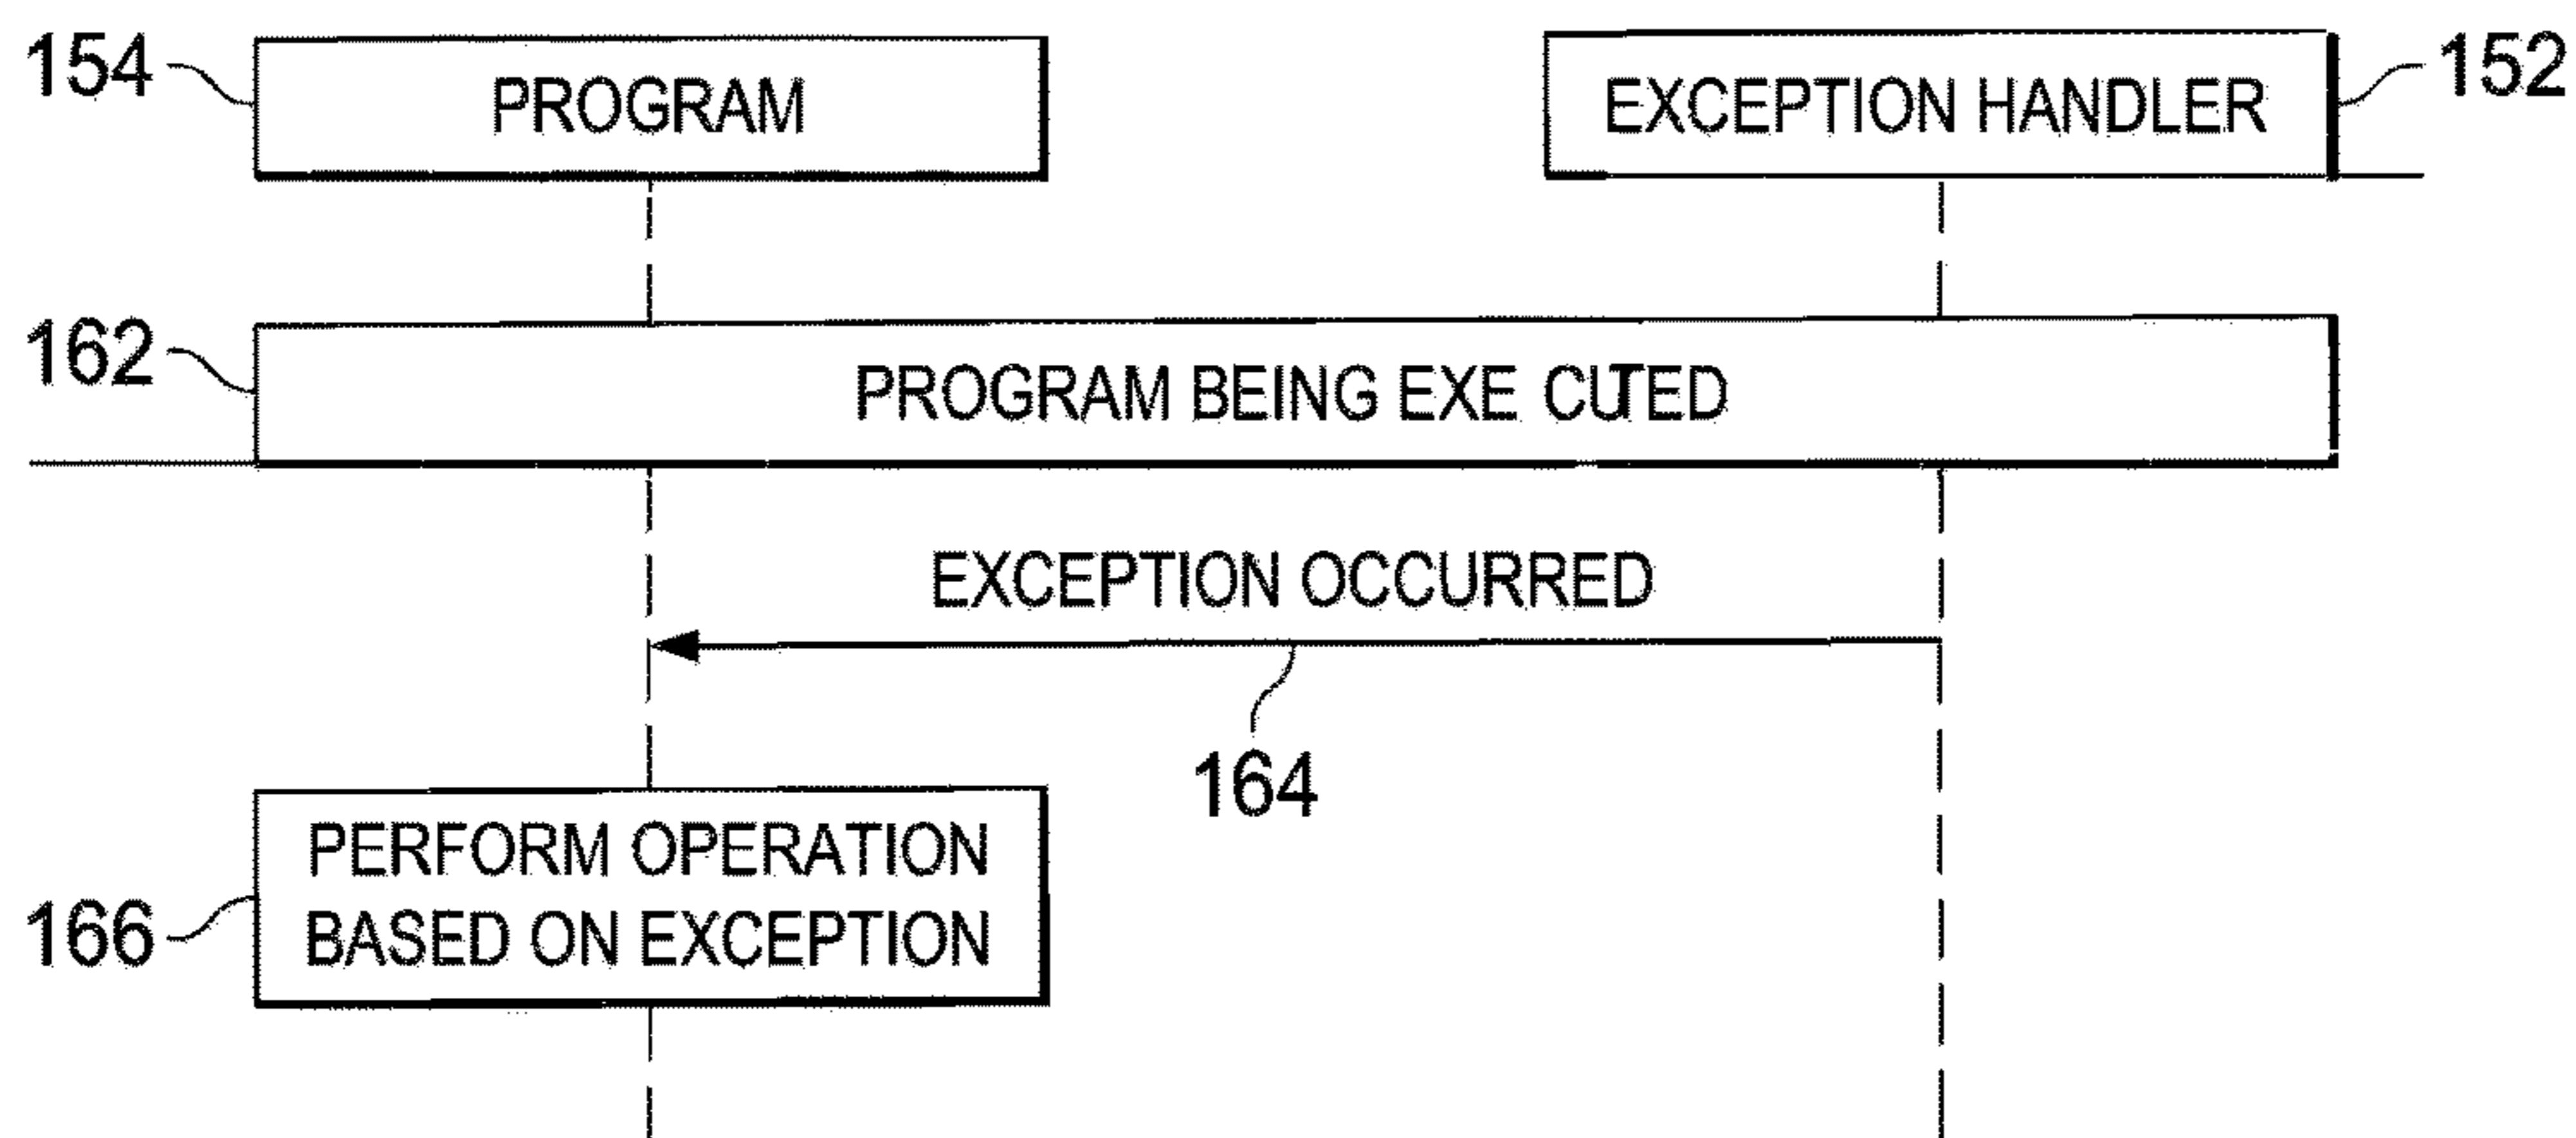 154 PROGRAM EXCEPTION HANDLER 152
162 PROGRAM BEING EXE CUTED
EXCEPTION OCCURRED
164
PERFORM OPERATION
166 BASED ON EXCEPTION